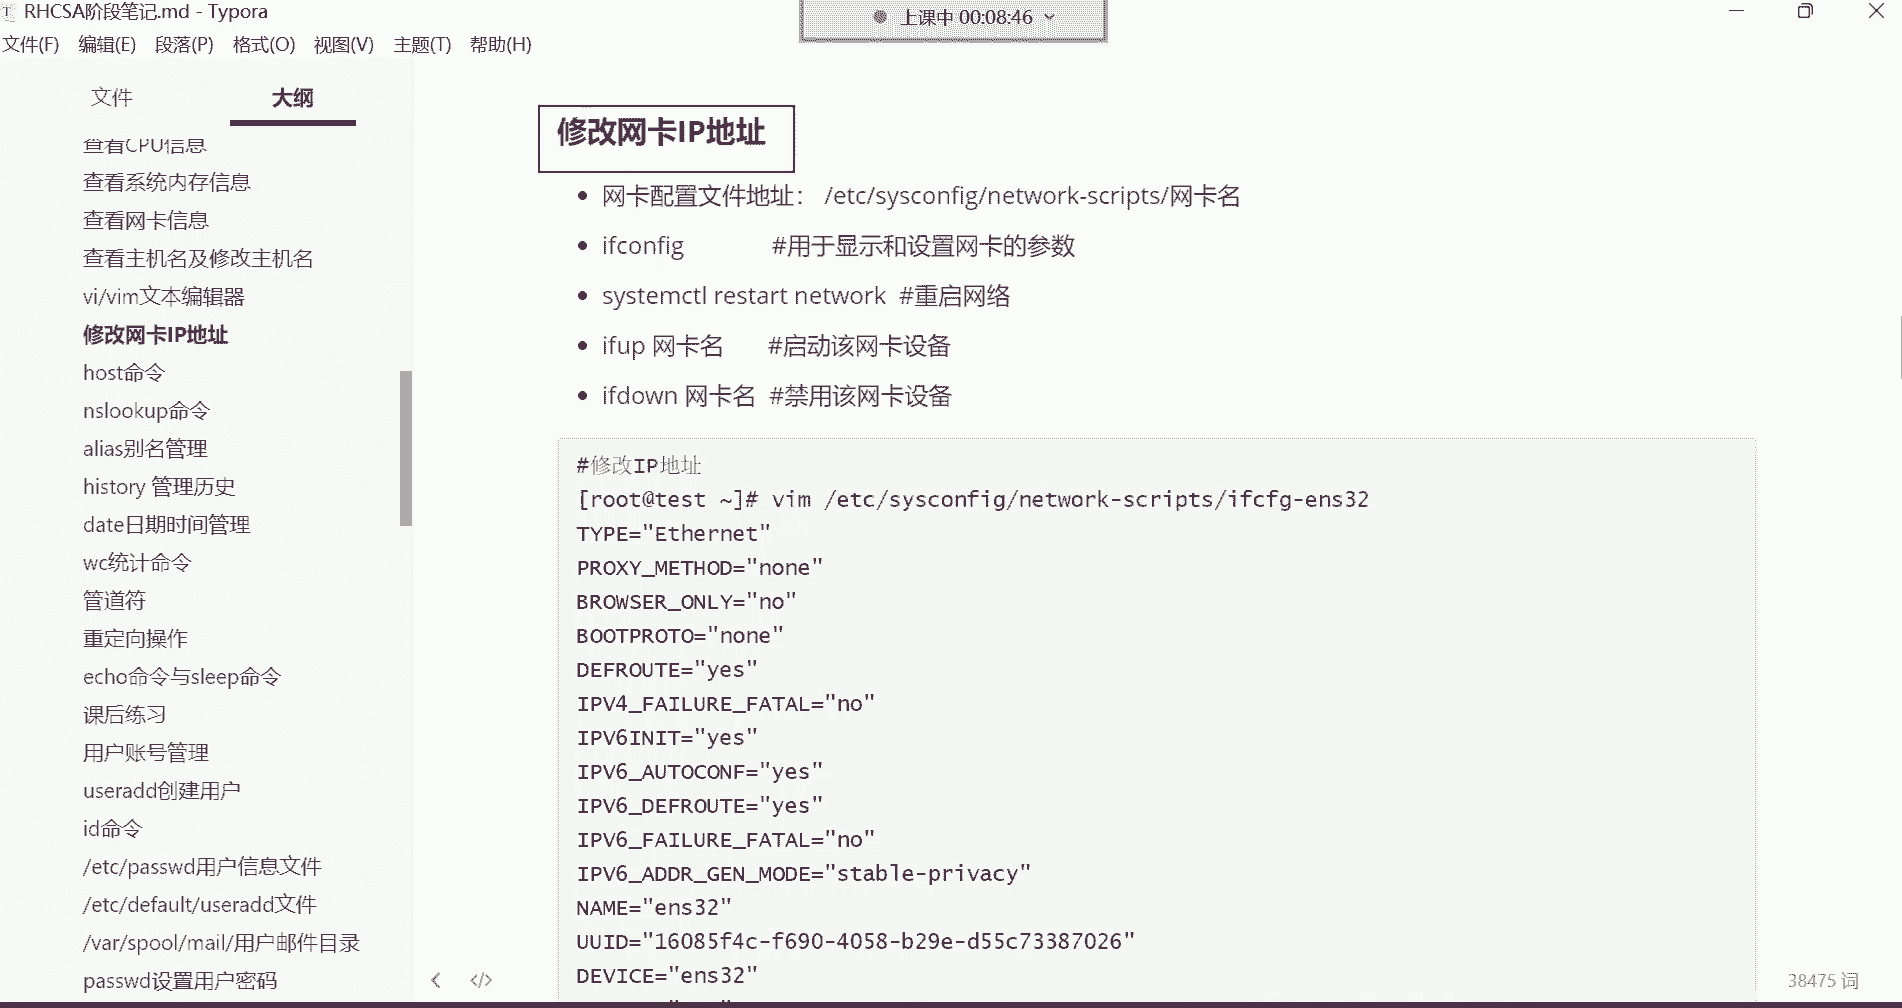 RHCSA阶段笔记.md - Typora
上课中 00:08:46
文件(F) 编辑(E) 段落(P) 格式(O) 视图(V) 主题(T) 帮助(H)
文件 大纲
查看CPU信息
查看系统内存信息
查看网卡信息
查看主机名及修改主机名
vi/vim文本编辑器
修改网卡IP地址
host命令
nslookup命令
alias别名管理
history 管理历史
date日期时间管理
wc统计命令
管道符
重定向操作
echo命令与sleep命令
课后练习
用户账号管理
useradd创建用户
id命令
/etc/passwd用户信息文件
/etc/default/useradd文件
/var/spool/mail/用户邮件目录
passwd设置用户密码
修改网卡IP地址
网卡配置文件地址： /etc/sysconfig/network-scripts/网卡名
ifconfig #用于显示和设置网卡的参数
systemctl restart network #重启网络
ifup 网卡名 #启动该网卡设备
ifdown 网卡名 #禁用该网卡设备
#修改IP地址
[root@test ~]# vim /etc/sysconfig/network-scripts/ifcfg-ens32
TYPE="Ethernet"
PROXY_METHOD="none"
BROWSER_ONLY="no"
BOOTPROTO="none"
DEFROUTE="yes"
IPV4_FAILURE_FATAL="no"
IPV6INIT="yes"
IPV6_AUTOCONF="yes"
IPV6_DEFROUTE="yes"
IPV6_FAILURE_FATAL="no"
IPV6_ADDR_GEN_MODE="stable-privacy"
NAME="ens32"
UUID="16085f4c-f690-4058-b29e-d55c73387026"
DEVICE="ens32"
38475 词